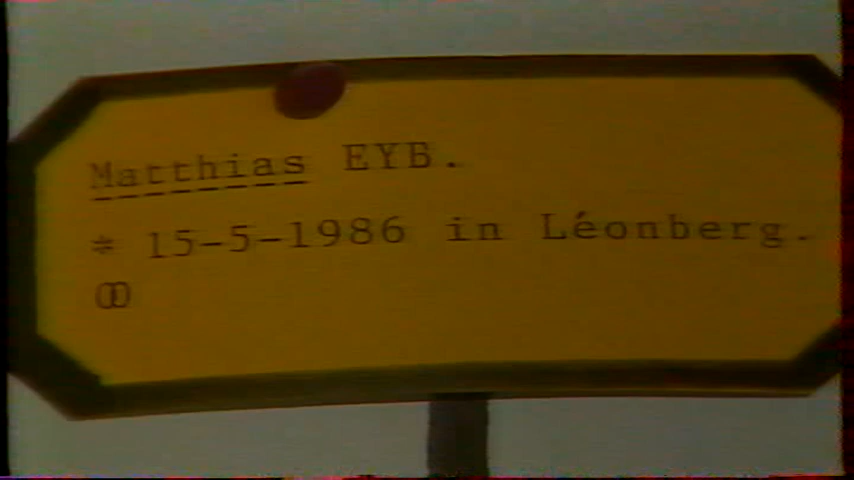 Matthias EYB.
* 15-5-1986 in Léonberg.
ꝏ